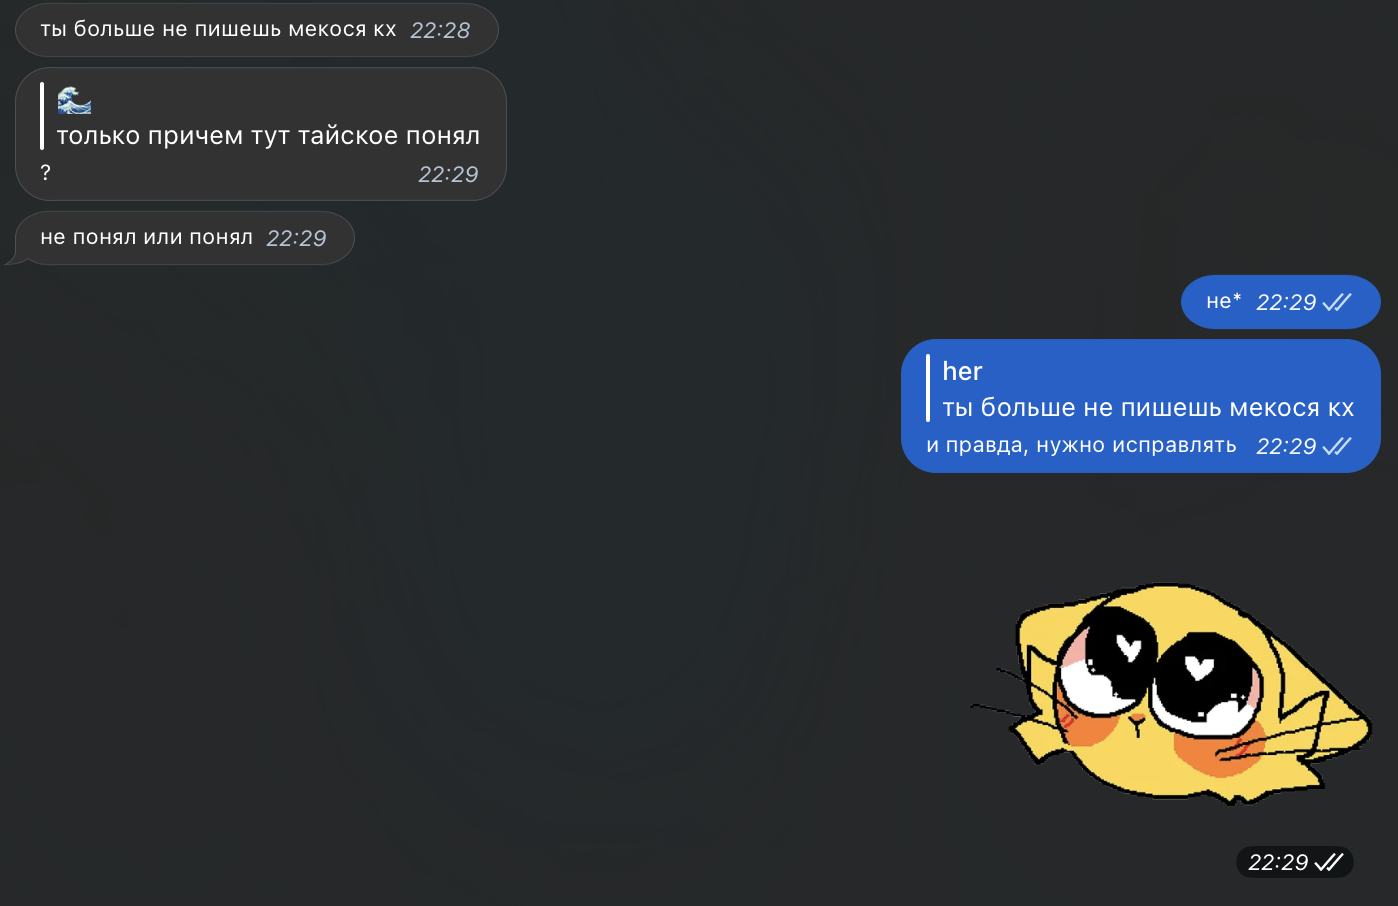 ты больше не пишешь мекося кх 22:28
🌊
только причем тут тайское понял
? 22:29
не понял или понял 22:29
не* 22:29
her
ты больше не пишешь мекося кх
и правда, нужно исправлять 22:29
22:29